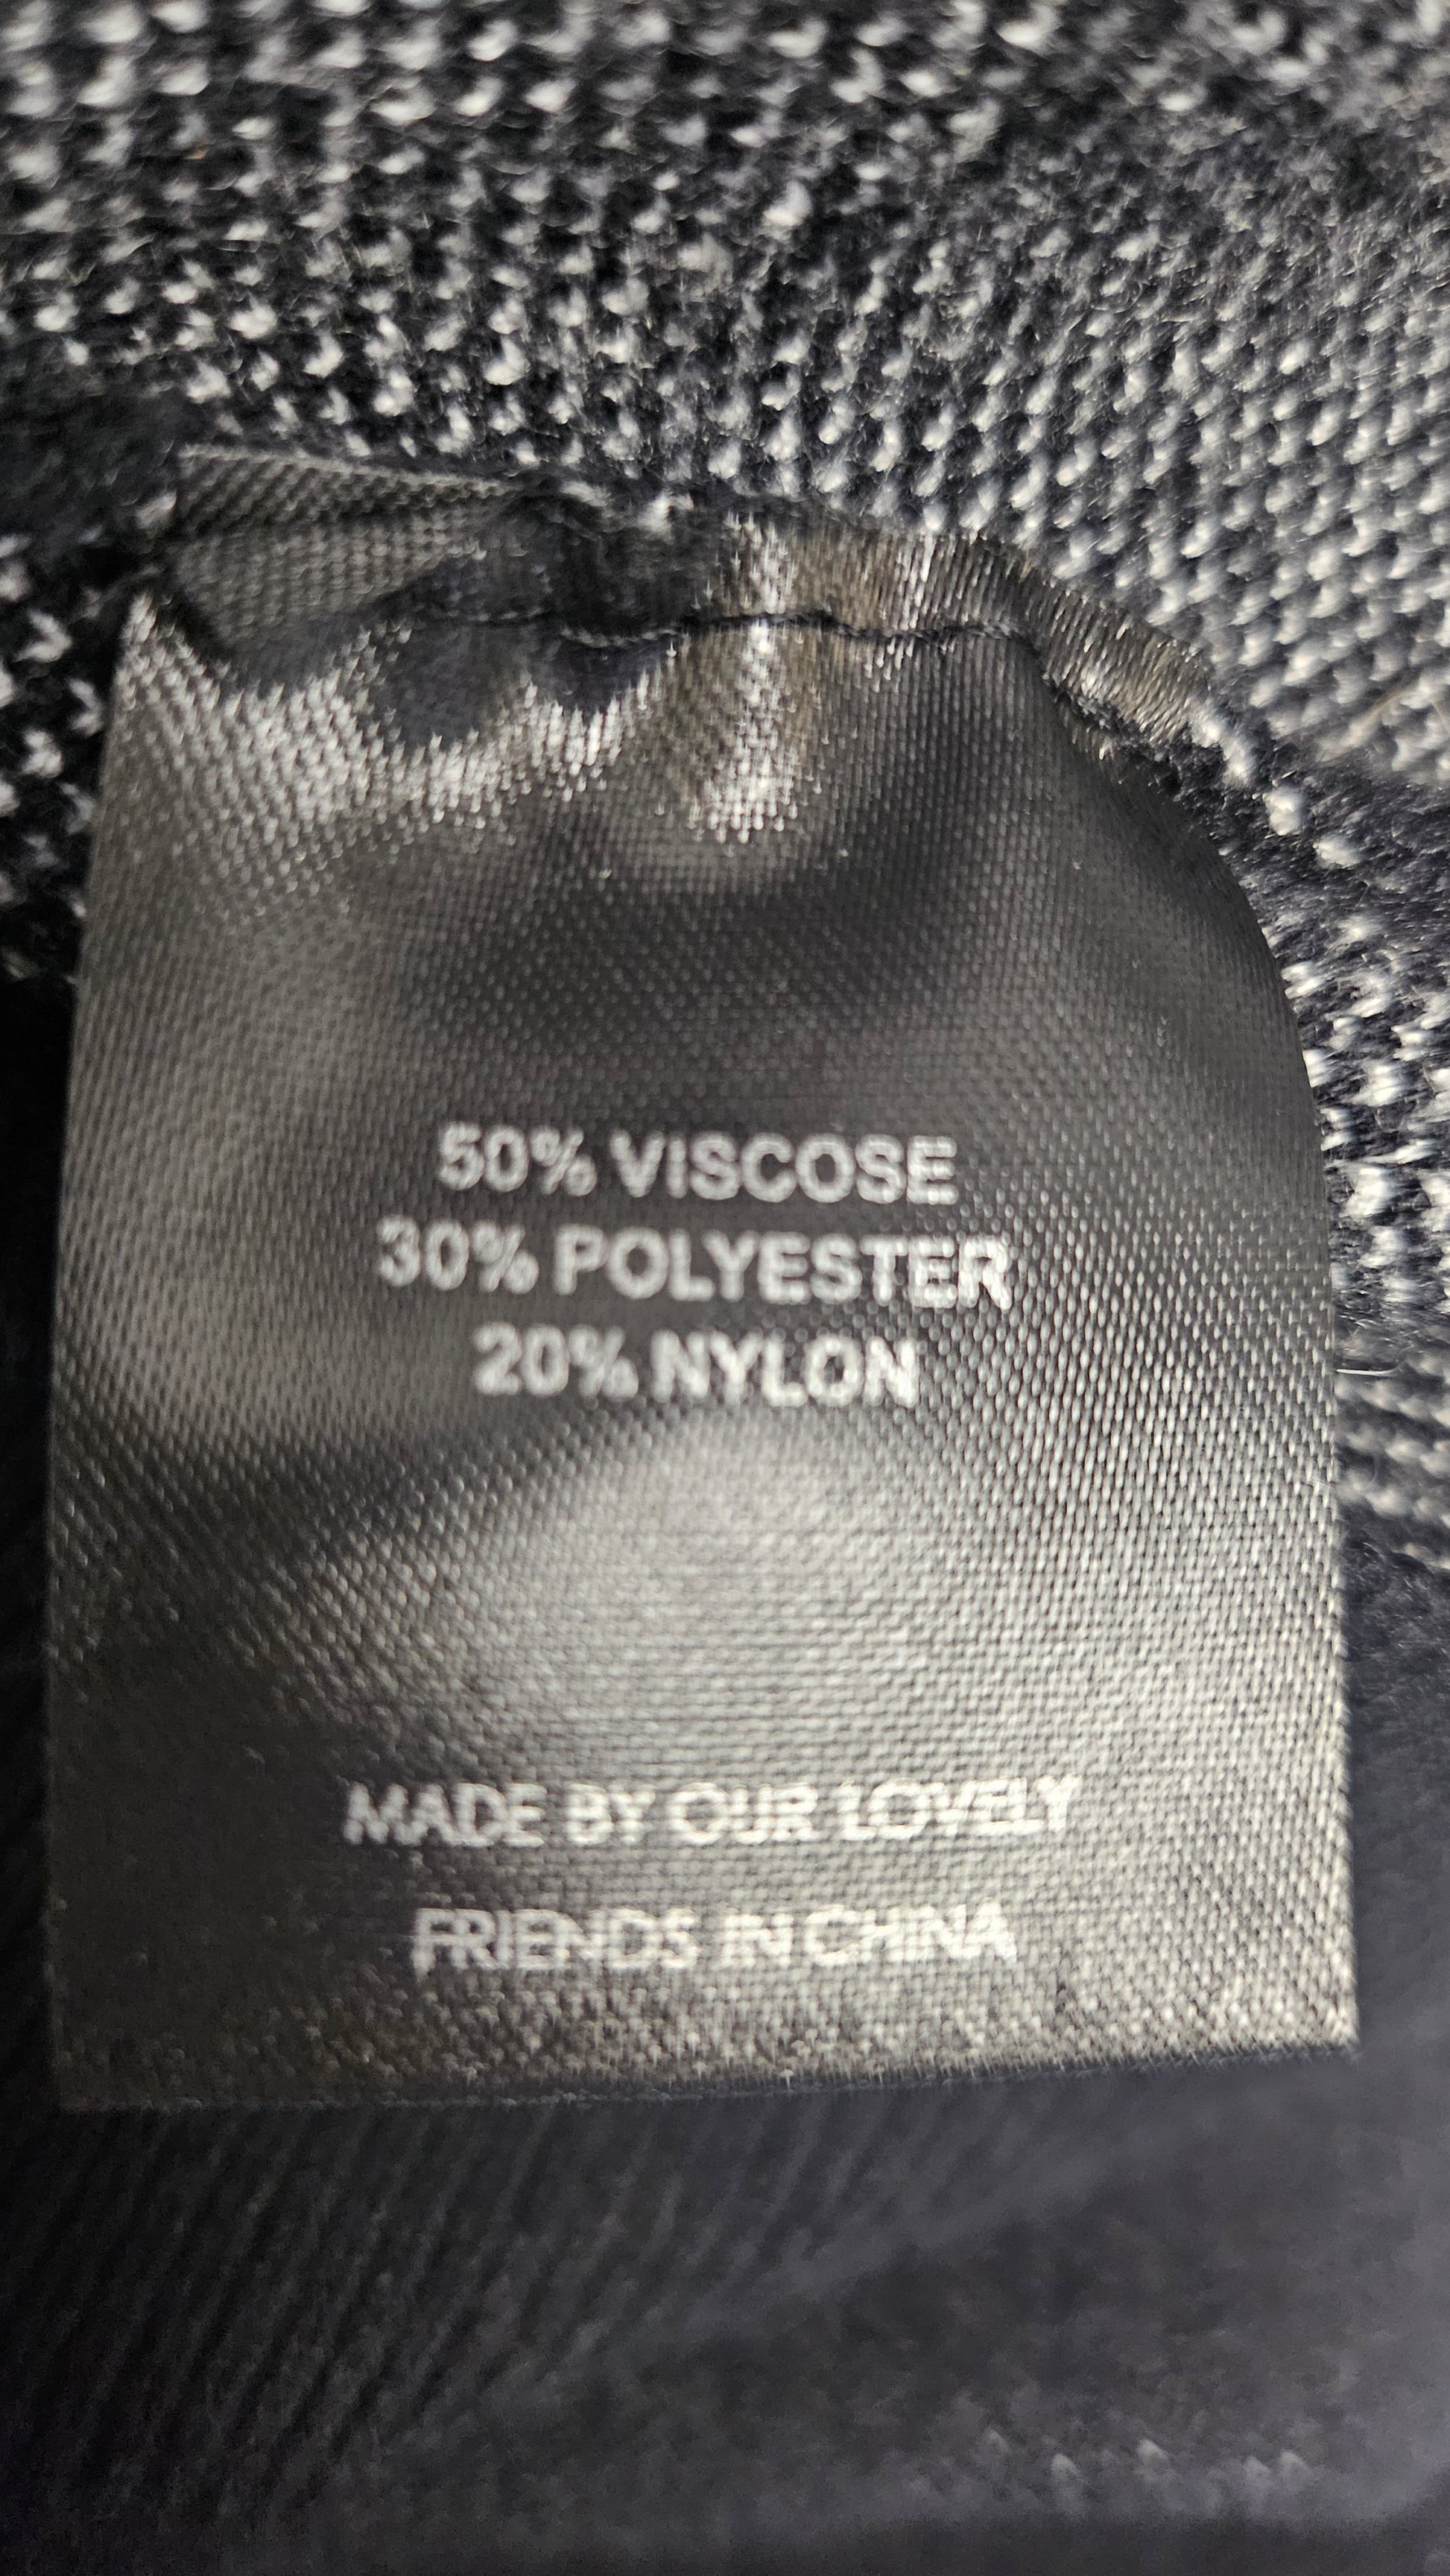 50% VISCOSE
30% POLYESTER
20% NYLON
MADE BY OUR LOVELY
FRIENDS IN CHINA